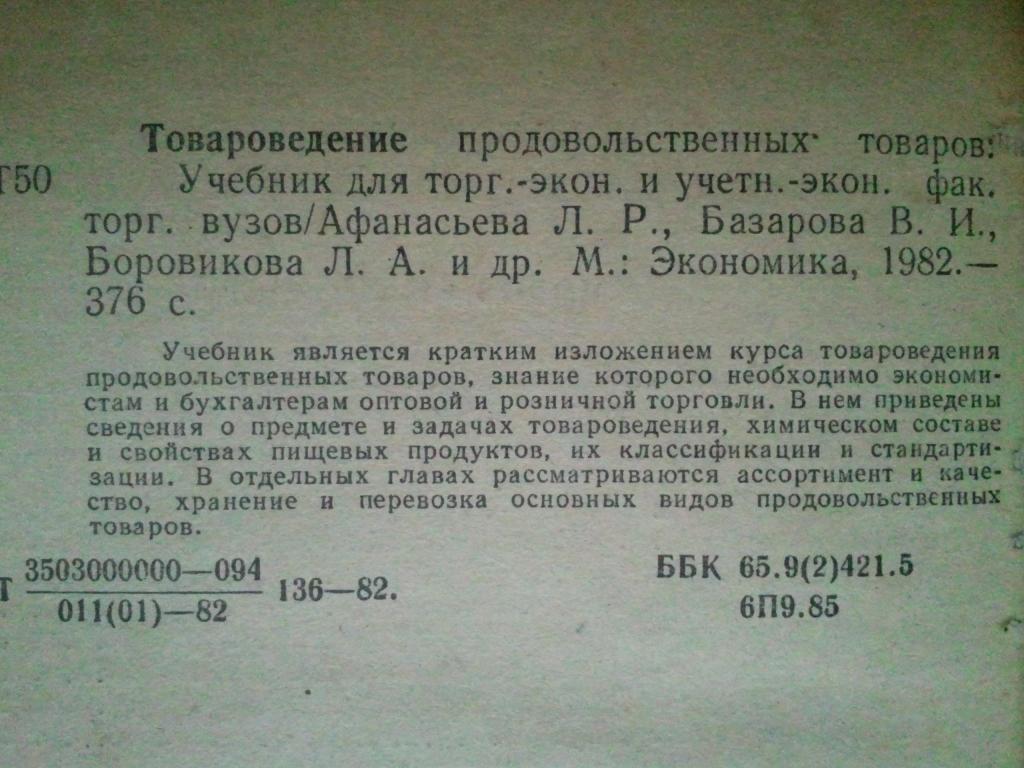 Товароведение продовольственных товаров:
Т50 Учебник для торг.-экон. и учетн.-экон. фак.
торг. вузов/Афанасьева Л. Р., Базарова В. И.,
Боровикова Л. А. и др. М.: Экономика, 1982.—
376 с.
Учебник является кратким изложением курса товароведения
продовольственных товаров, знание которого необходимо экономи-
стам и бухгалтерам оптовой и розничной торговли. В нем приведены
сведения о предмете и задачах товароведения, химическом составе
и свойствах пищевых продуктов, их классификации и стандарти-
зации. В отдельных главах рассматриваются ассортимент и каче-
ство, хранение и перевозка основных видов продовольственных
товаров.
3503000000—094
Т 136—82.
011(01)—82
ББК 65.9(2)421.5
6П9.85